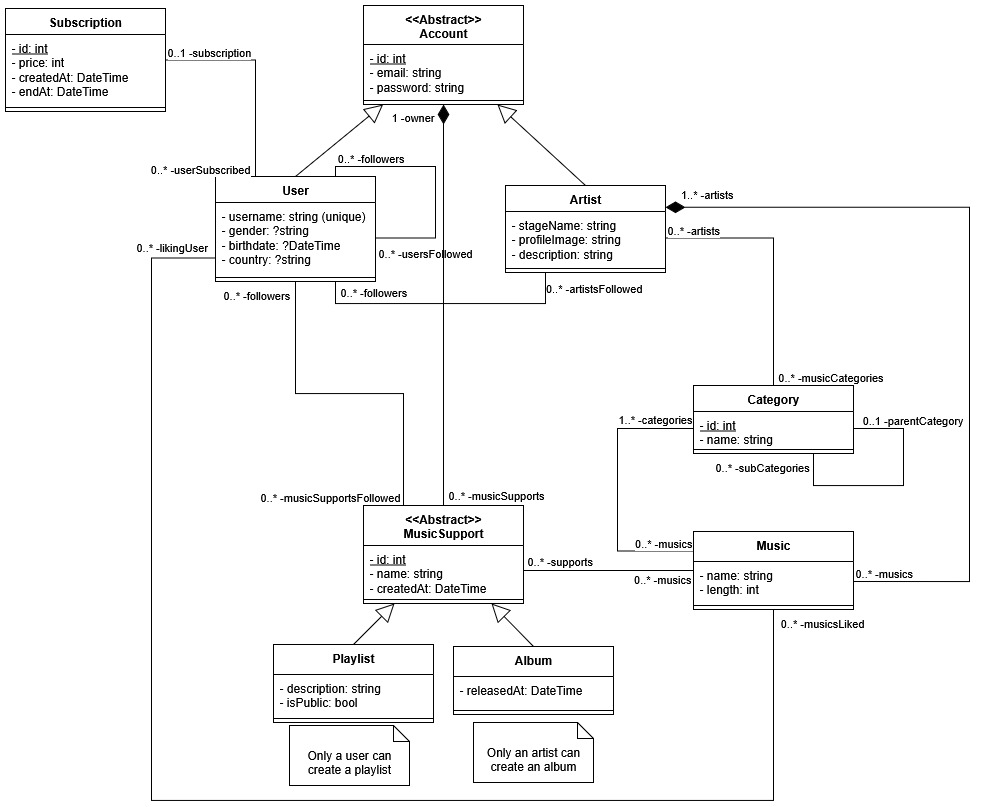 Subscription
- id: int
- price: int
- createdAt: DateTime
- endAt: DateTime
0..1 -subscription
<<Abstract>>
Account
- id: int
- email: string
- password: string
1 -owner
0..* -userSubscribed
0..* -followers
User
- username: string (unique)
- gender: ?string
- birthdate: ?DateTime
- country: ?string
0..* -likingUser
0..* -usersFollowed
0..* -followers
0..* -followers
Artist
- stageName: string
- profileImage: string
- description: string
1..* -artists
0..* -artists
0..* -artistsFollowed
0..* -musicCategories
Category
- id: int
- name: string
1..* -categories
0..1 -parentCategory
0..* -subCategories
0..* -musicSupportsFollowed
0..* -musicSupports
<<Abstract>>
MusicSupport
- id: int
- name: string
- createdAt: DateTime
0..* -supports
0..* -musics
0..* -musics
Music
- name: string
- length: int
0..* -musics
0..* -musicsLiked
Playlist
- description: string
- isPublic: bool
Album
- releasedAt: DateTime
Only a user can
create a playlist
Only an artist can
create an album